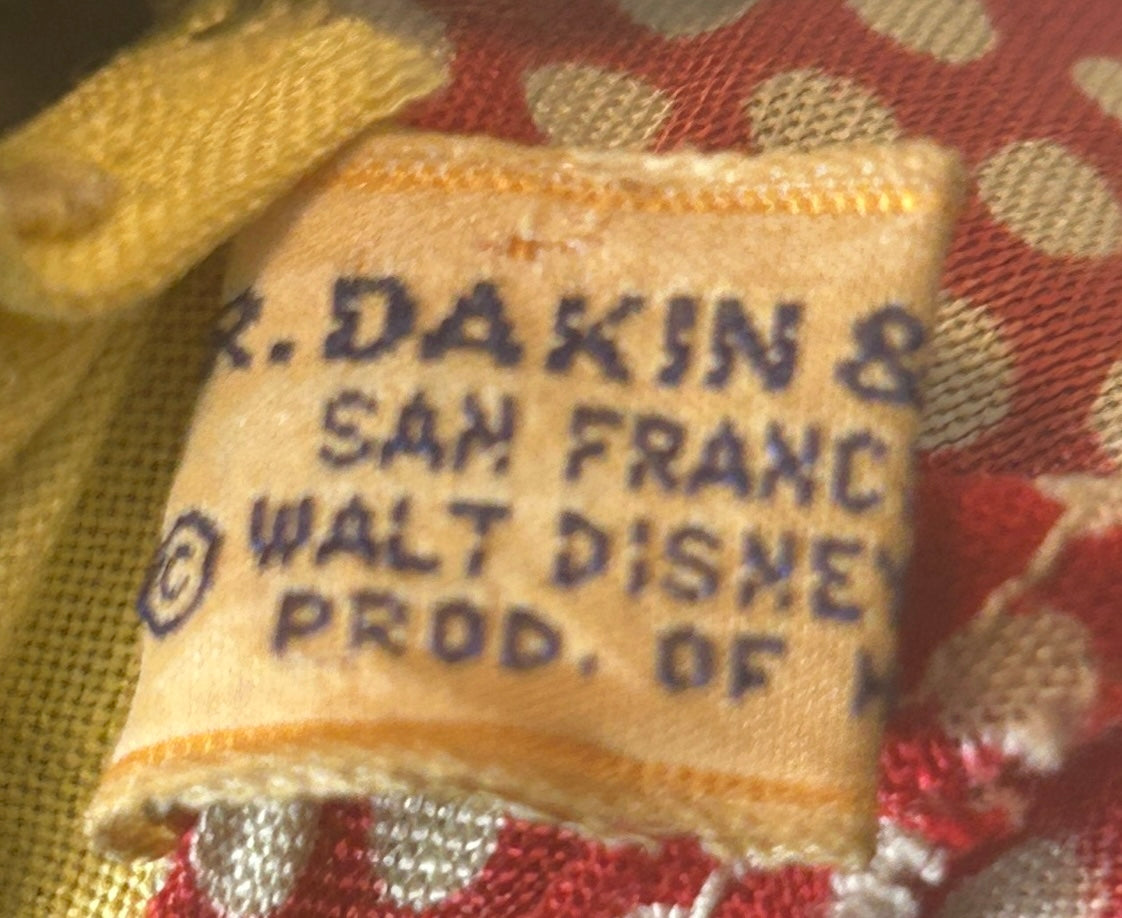 R. DAKIN &
SAN FRANC
© WALT DISNEY
PROD. OF